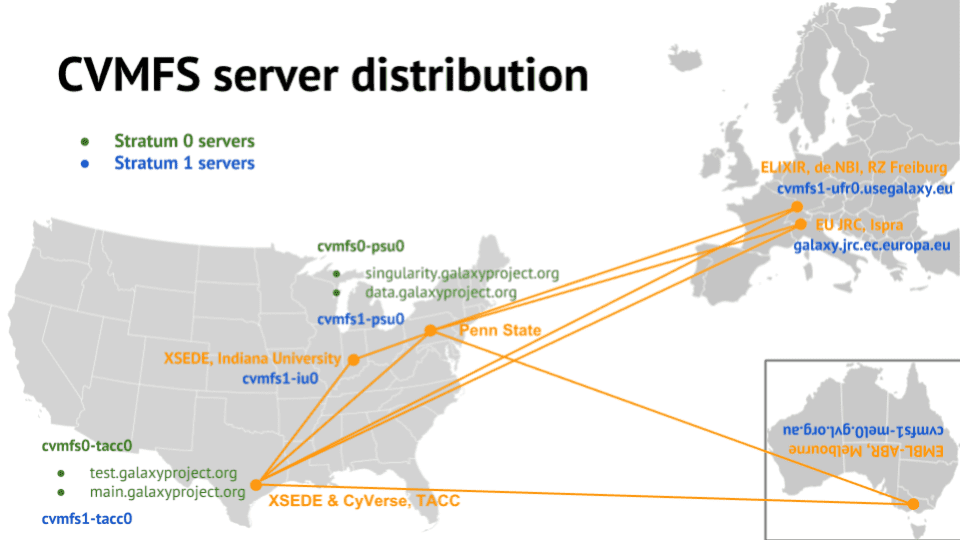 CVMFS server distribution
Stratum 0 servers
Stratum 1 servers
ELIXIR, de.NBI, RZ Freiburg
cvmfs1-ufr0.usegalaxy.eu
EU JRC, Ispra
galaxy.jrc.ec.europa.eu
cvmfs0-psu0
singularity.galaxyproject.org
data.galaxyproject.org
cvmfs1-psu0
Penn State
XSEDE, Indiana University
cvmfs1-iu0
cvmfs0-tacc0
test.galaxyproject.org
main.galaxyproject.org
cvmfs1-tacc0
XSEDE & CyVerse, TACC
EMBL-ABR, Melbourne
cvmfs1-mel0.gvl.org.au